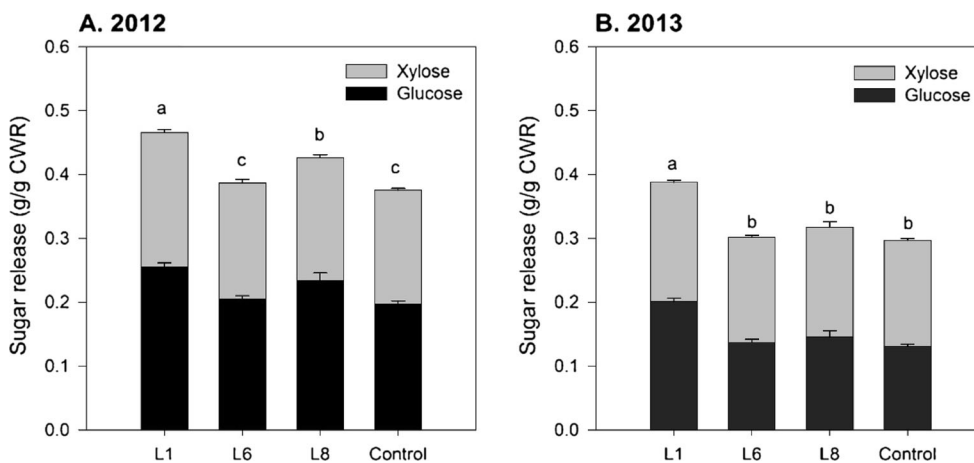 A. 2012
Sugar release (g/g CWR)
0.6
0.5
0.4
0.3
0.2
0.1
0.0
Xylose
Glucose
a
c
b
c
L1 L6 L8 Control
B. 2013
Sugar release (g/g CWR)
0.6
0.5
0.4
0.3
0.2
0.1
0.0
Xylose
Glucose
a
b
b
b
L1 L6 L8 Control